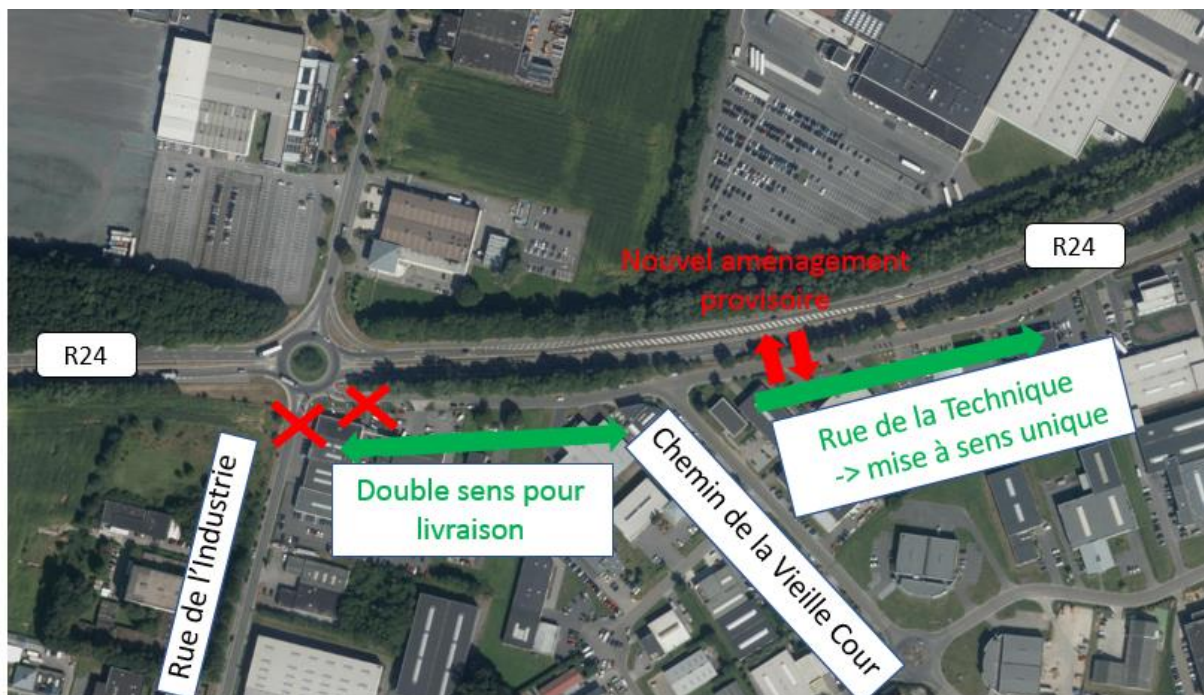 Nouvel aménagement
provisoire
R24
R24
Rue de la Technique
-> mise à sens unique
Double sens pour
livraison
Chemin de la Vieille Cour
Rue de l'Industrie